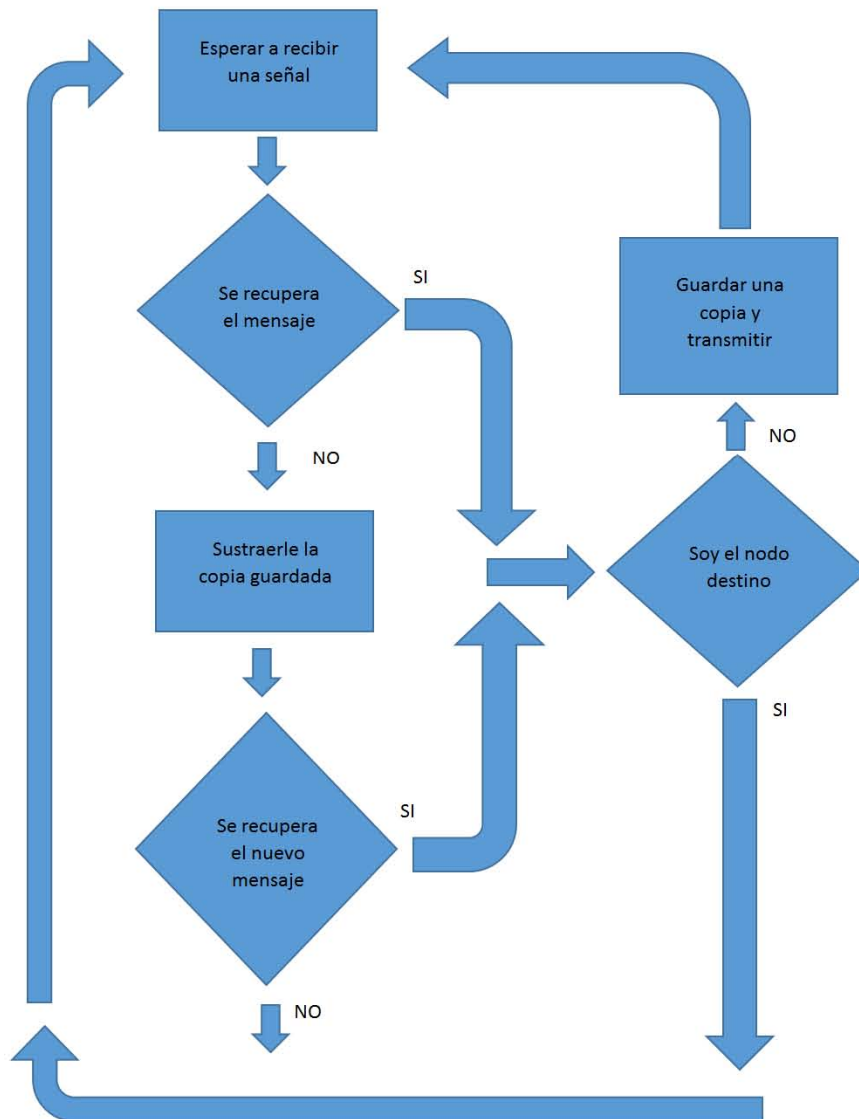 Esperar a recibir
una señal
Se recupera
el mensaje
SI
NO
Sustraerle la
copia guardada
Se recupera
el nuevo
mensaje
SI
NO
Soy el nodo
destino
NO
SI
Guardar una
copia y
transmitir